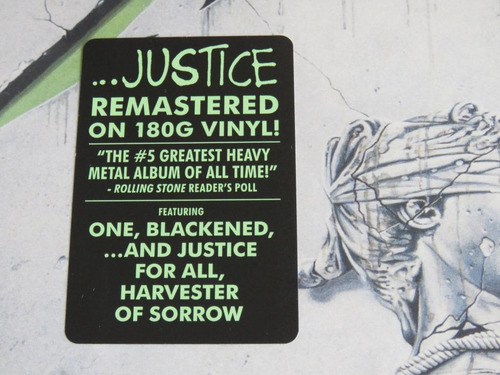 ...JUSTICE
REMASTERED
ON 180G VINYL!
"THE #5 GREATEST HEAVY
METAL ALBUM OF ALL TIME!"
- ROLLING STONE READER'S POLL
FEATURING
ONE, BLACKENED,
...AND JUSTICE
FOR ALL,
HARVESTER
OF SORROW